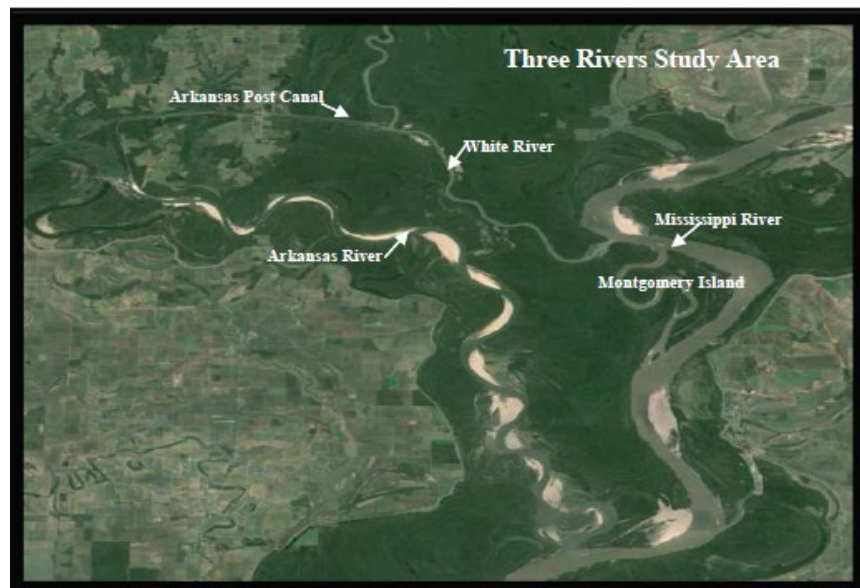 Three Rivers Study Area
Arkansas Post Canal
White River
Mississippi River
Arkansas River
Montgomery Island